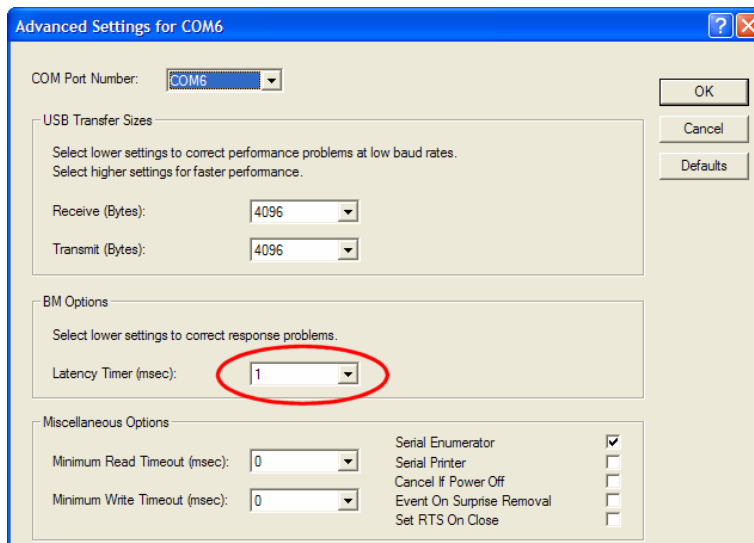 Advanced Settings for COM6
COM Port Number: COM6
OK
USB Transfer Sizes
Cancel
Select lower settings to correct performance problems at low baud rates.
Select higher settings for faster performance.
Defaults
Receive (Bytes): 4096
Transmit (Bytes): 4096
BM Options
Select lower settings to correct response problems.
Latency Timer (msec): 1
Miscellaneous Options
Minimum Read Timeout (msec): 0
Minimum Write Timeout (msec): 0
Serial Enumerator
Serial Printer
Cancel If Power Off
Event On Surprise Removal
Set RTS On Close